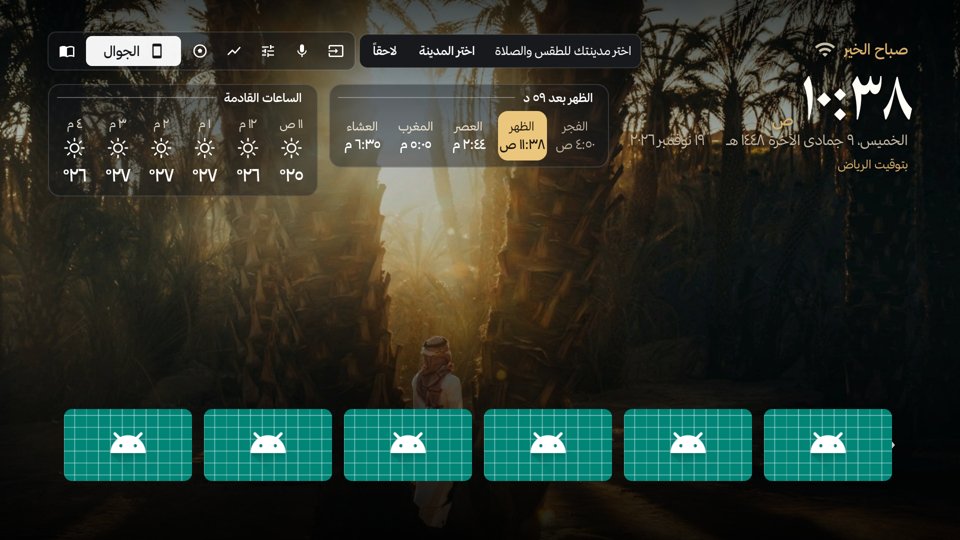 صباح الخير
١٠:٣٨ ص
الخميس، ٩ جمادى الآخرة ١٤٤٨ هـ – ١٩ نوفمبر ٢٠٢٦
بتوقيت الرياض
اختر مدينتك للطقس والصلاة
اختر المدينة
لاحقاً
الجوال
الظهر بعد ٥٩ د
الفجر
٤:٥٠ ص
الظهر
١١:٣٨ ص
العصر
٢:٤٤ م
المغرب
٥:٠٥ م
العشاء
٦:٣٥ م
الساعات القادمة
١١ ص
١٢ م
١ م
٢ م
٣ م
٤ م
٢٥°
٢٦°
٢٧°
٢٧°
٢٧°
٢٦°